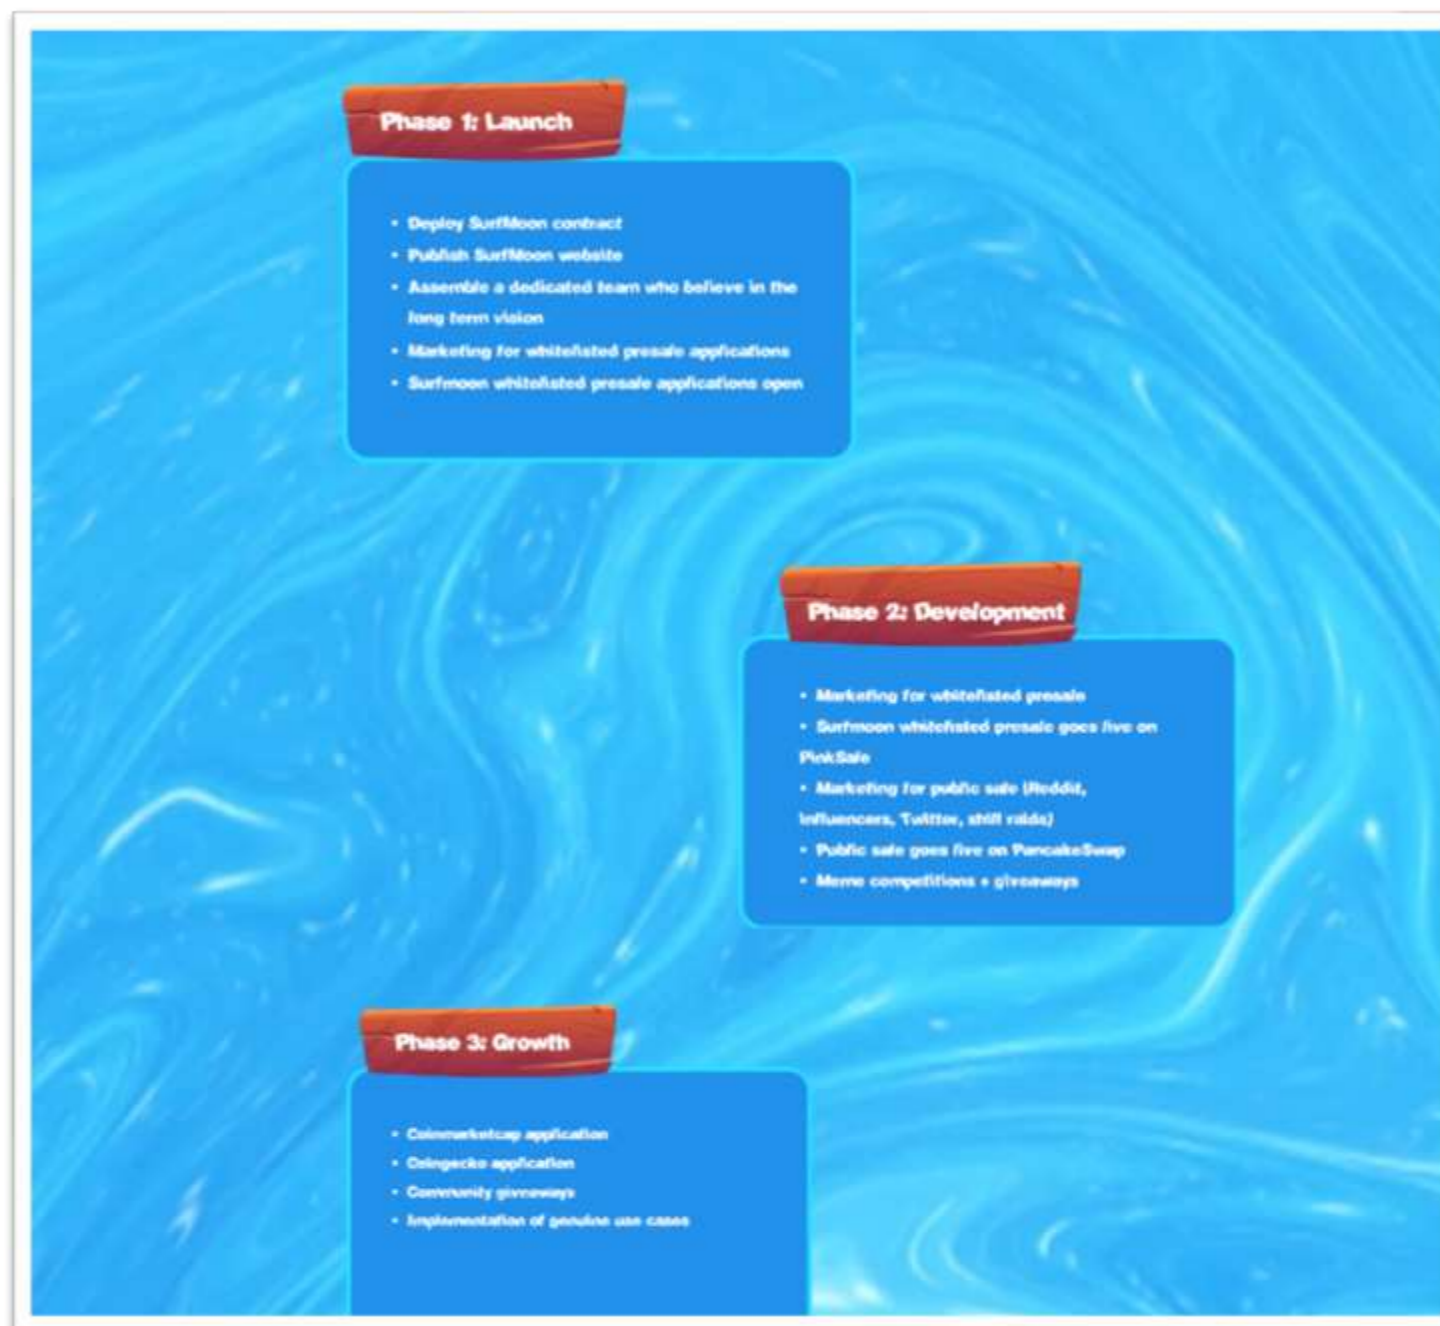 Phase 1: Launch
• Deploy SurfMoon contract
• Publish SurfMoon website
• Assemble a dedicated team who believe in the
long term vision
• Marketing for whitelisted presale applications
• Surfmoon whitelisted presale applications open
Phase 2: Development
• Marketing for whitelisted presale
• Surfmoon whitelisted presale goes live on
PinkSale
• Marketing for public sale (Reddit,
Influencers, Twitter, shill raids)
• Public sale goes live on PancakeSwap
• Meme competitions + giveaways
Phase 3: Growth
• Coinmarketcap application
• Coingecko application
• Community giveaways
• Implementation of genuine use cases